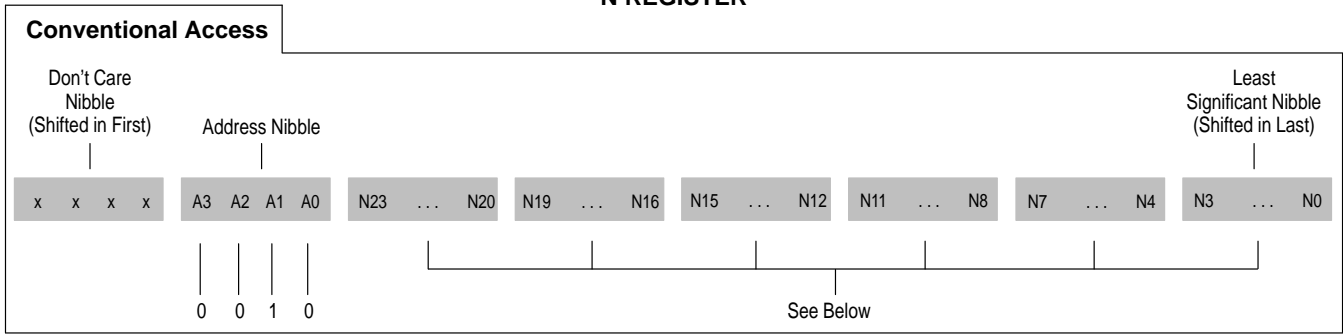 N REGISTER
Conventional Access
Don't Care
Nibble
(Shifted in First)
Address Nibble
Least
Significant Nibble
(Shifted in Last)
x x x x A3 A2 A1 A0 N23 ... N20 N19 ... N16 N15 ... N12 N11 ... N8 N7 ... N4 N3 ... N0
0 0 1 0
See Below